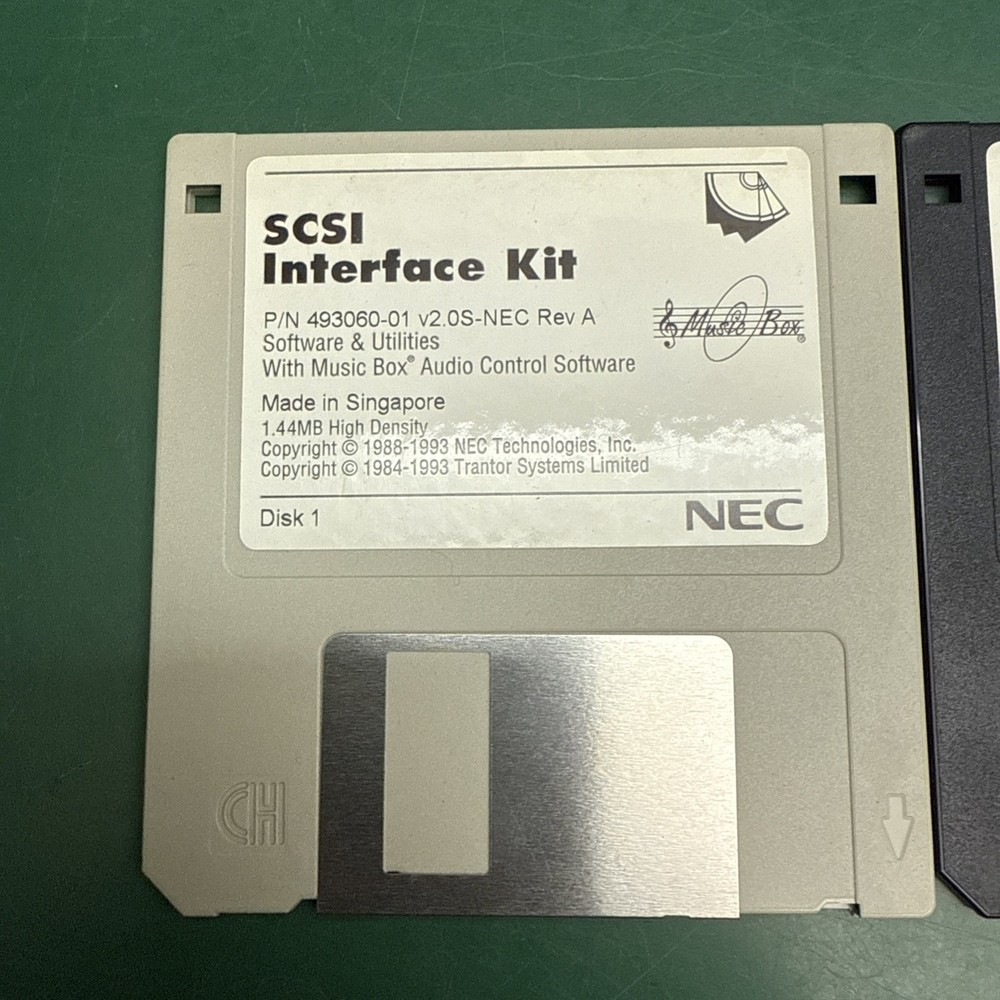 SCSI
Interface Kit
P/N 493060-01 v2.0S-NEC Rev A
Software & Utilities
With Music Box® Audio Control Software
Music Box®
Made in Singapore
1.44MB High Density
Copyright © 1988-1993 NEC Technologies, Inc.
Copyright © 1984-1993 Trantor Systems Limited
Disk 1
NEC
CH